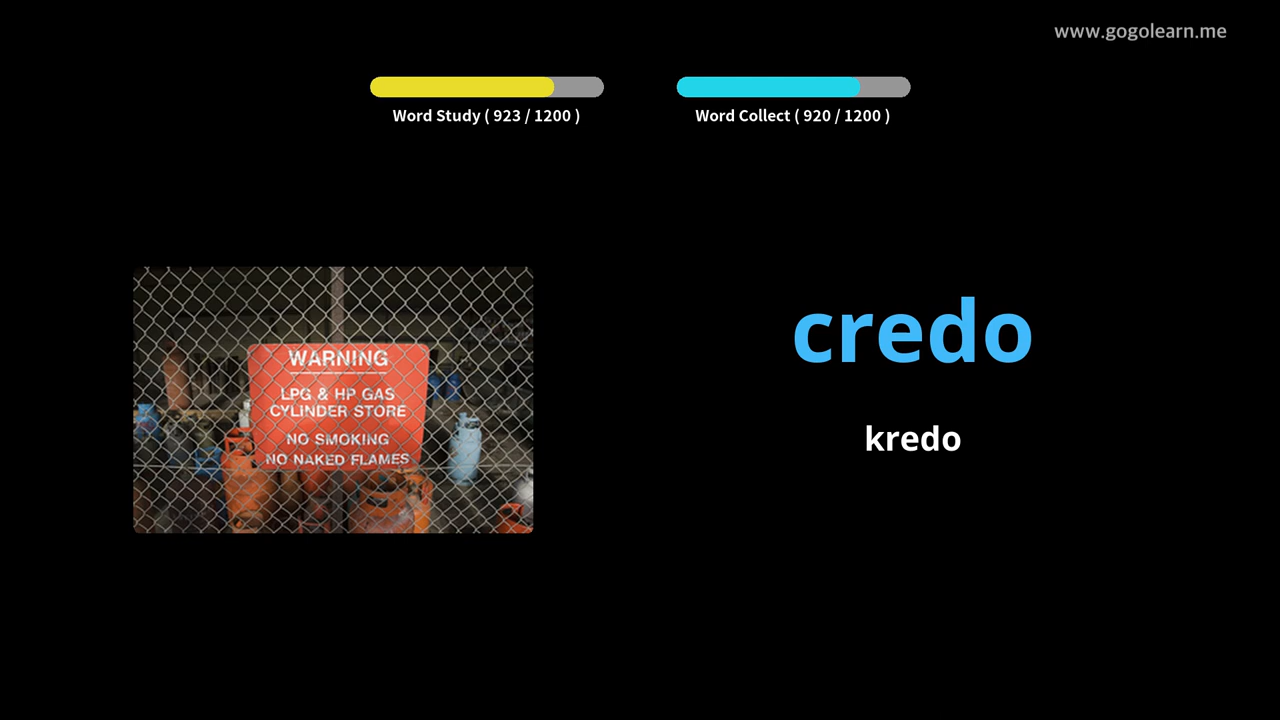 www.gogolearn.me
Word Study ( 923 / 1200 )
Word Collect ( 920 / 1200 )
WARNING
LPG & HP GAS
CYLINDER STORE
NO SMOKING
NO NAKED FLAMES
credo
kredo